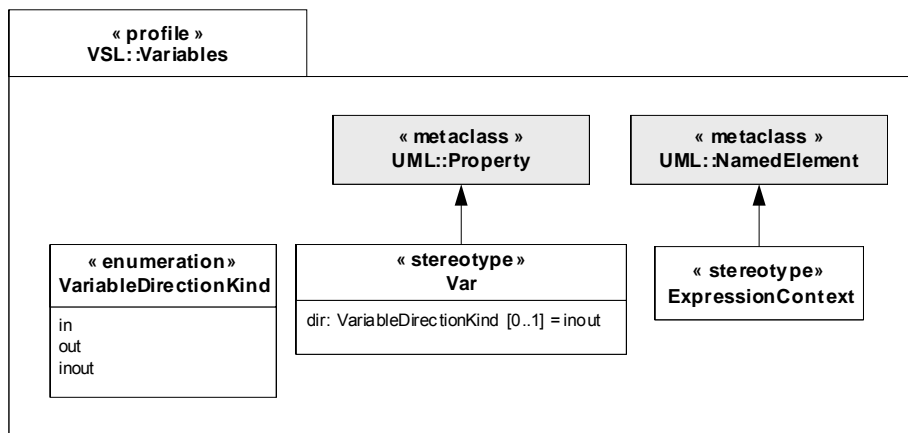 « profile »
VSL::Variables
« metaclass »
UML::Property
« metaclass »
UML::NamedElement
« enumeration»
VariableDirectionKind
in
out
inout
« stereotype»
Var
dir: VariableDirectionKind [0..1] = inout
« stereotype»
ExpressionContext